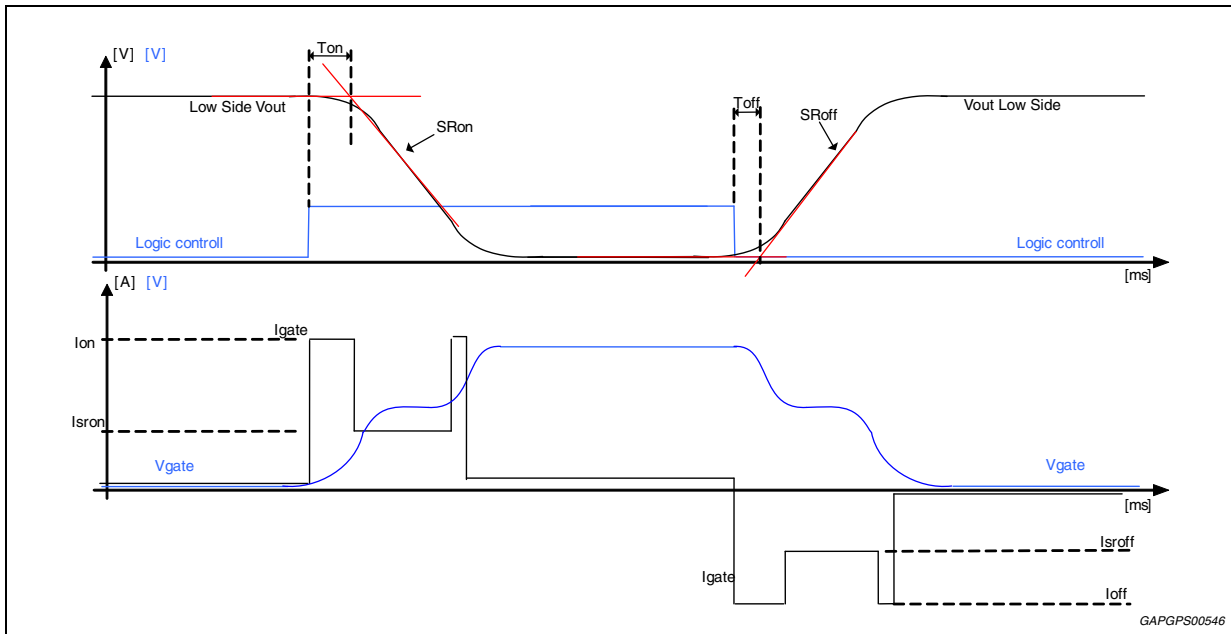 [V] [V]
Ton
Low Side Vout
SRon
Toff
SRoff
Vout Low Side
Logic controll
Logic controll
[ms]
[A] [V]
Igate
Ion
Isron
Vgate
Vgate
[ms]
Isroff
Igate
Ioff
GAPGPS00546